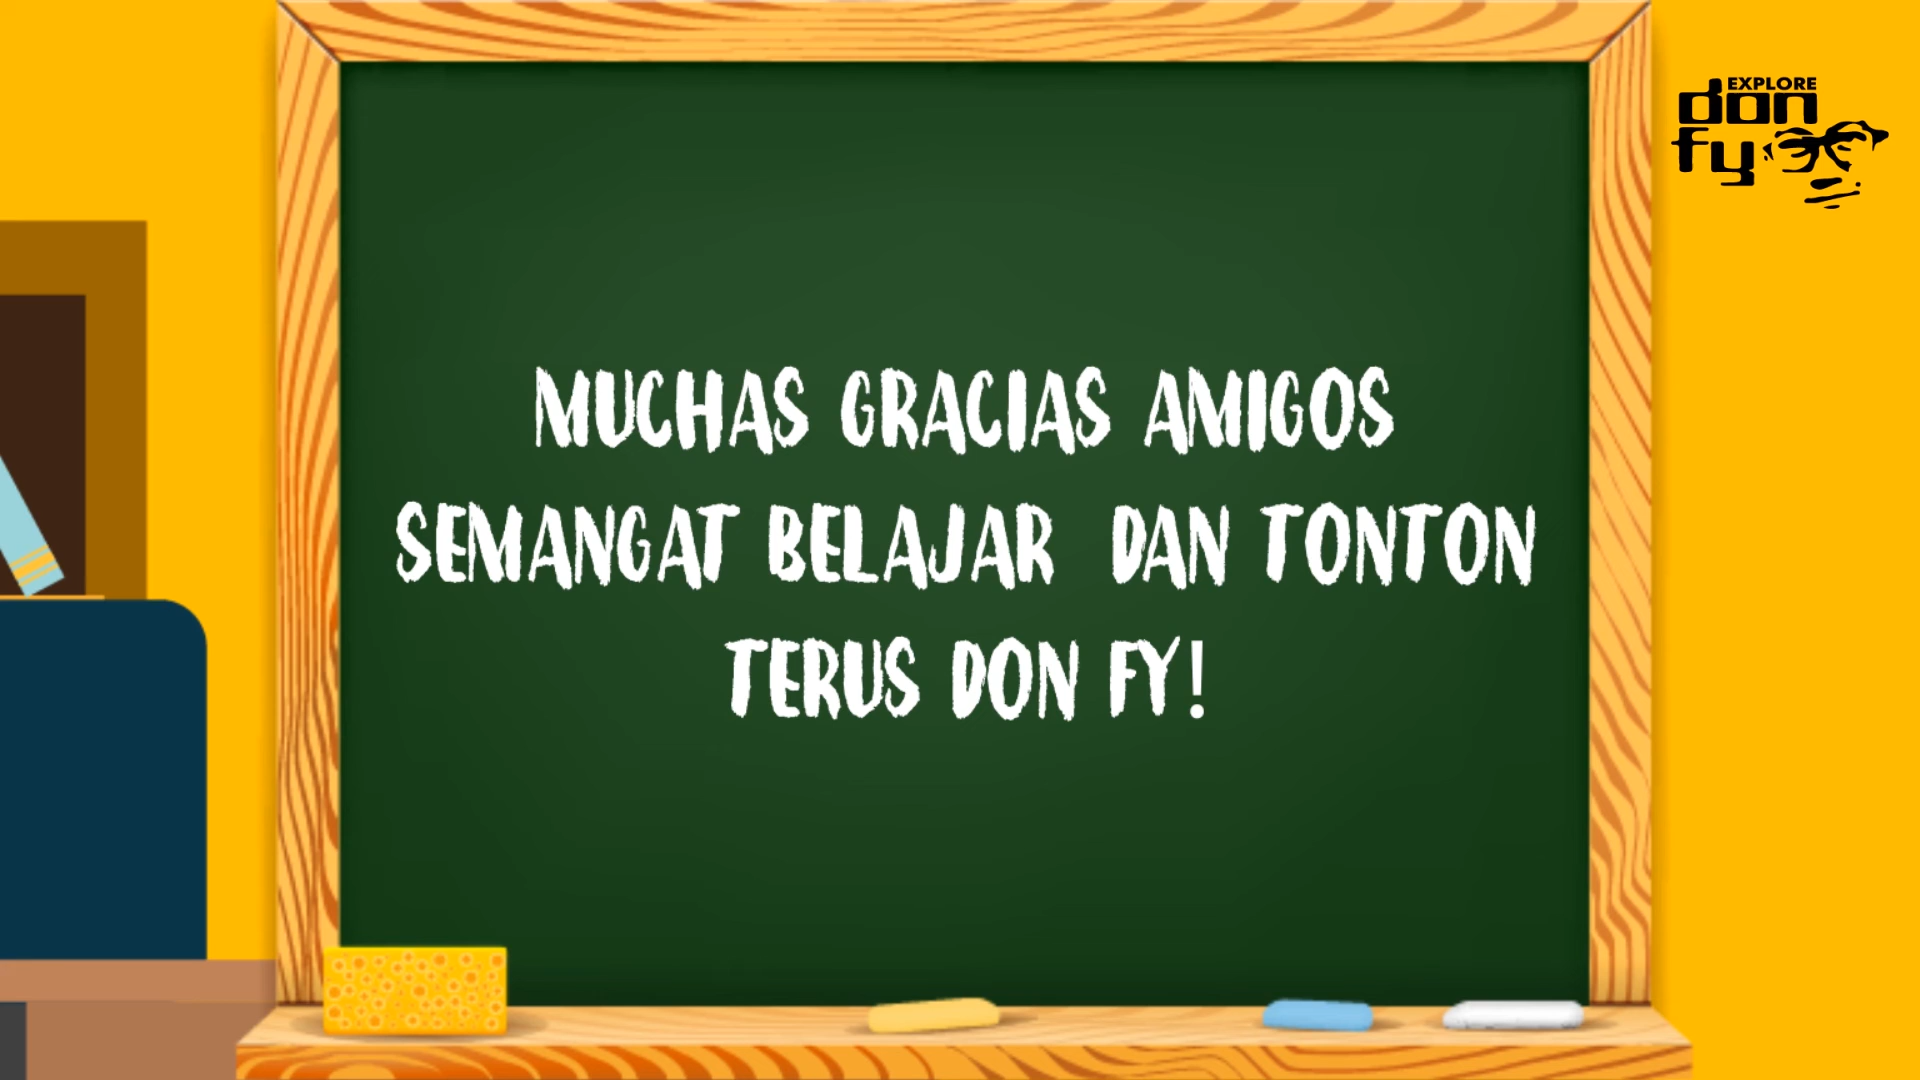 EXPLORE
don
fy
MUCHAS GRACIAS AMIGOS
SEMANGAT BELAJAR DAN TONTON
TERUS DON FY!